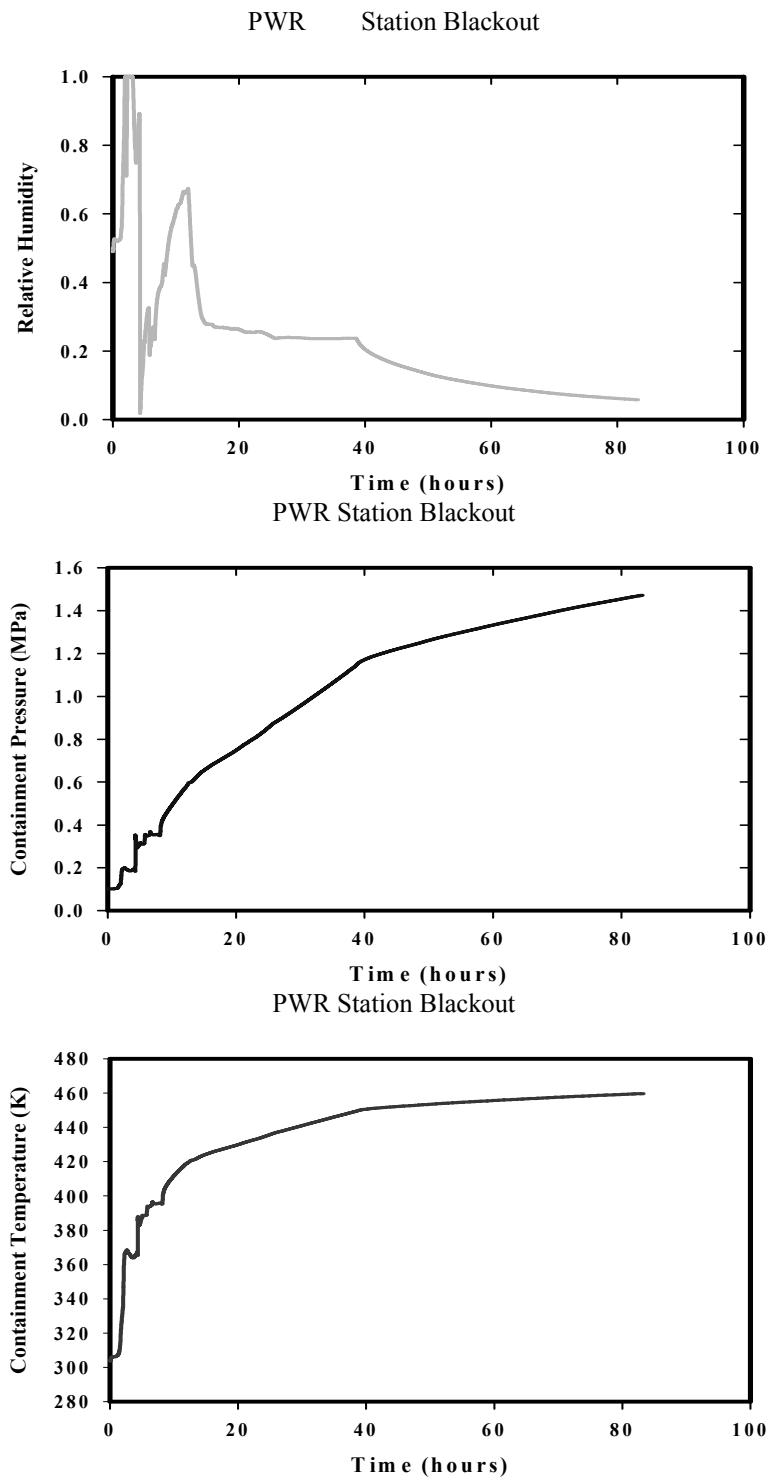 PWR Station Blackout
1.0
0.8
0.6
0.4
0.2
0.0
Relative Humidity
0 20 40 60 80 100
Time (hours)
PWR Station Blackout
1.6
1.4
1.2
1.0
0.8
0.6
0.4
0.2
0.0
Containment Pressure (MPa)
0 20 40 60 80 100
Time (hours)
PWR Station Blackout
480
460
440
420
400
380
360
340
320
300
280
Containment Temperature (K)
0 20 40 60 80 100
Time (hours)